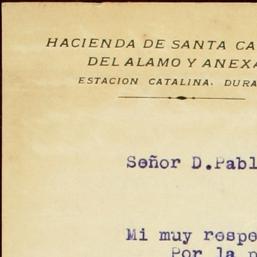 HACIENDA DE SANTA CA
DEL ALAMO Y ANEXA
ESTACION CATALINA. DURA
Señor D.Pabl
Mi muy respe
Por la p